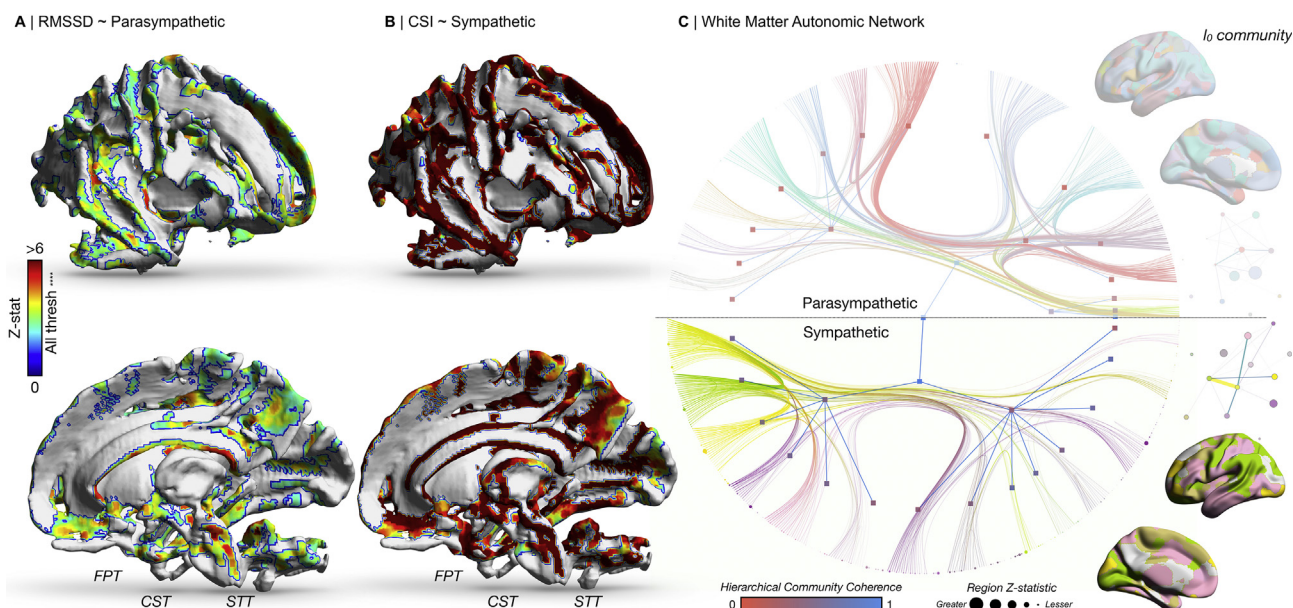 A | RMSSD ~ Parasympathetic
B | CSI ~ Sympathetic
C | White Matter Autonomic Network
l₀ community
>6
Z-stat
All thresh ****
0
Parasympathetic
Sympathetic
FPT
CST
STT
FPT
CST
STT
Hierarchical Community Coherence
0
1
Region Z-statistic
Greater
Lesser